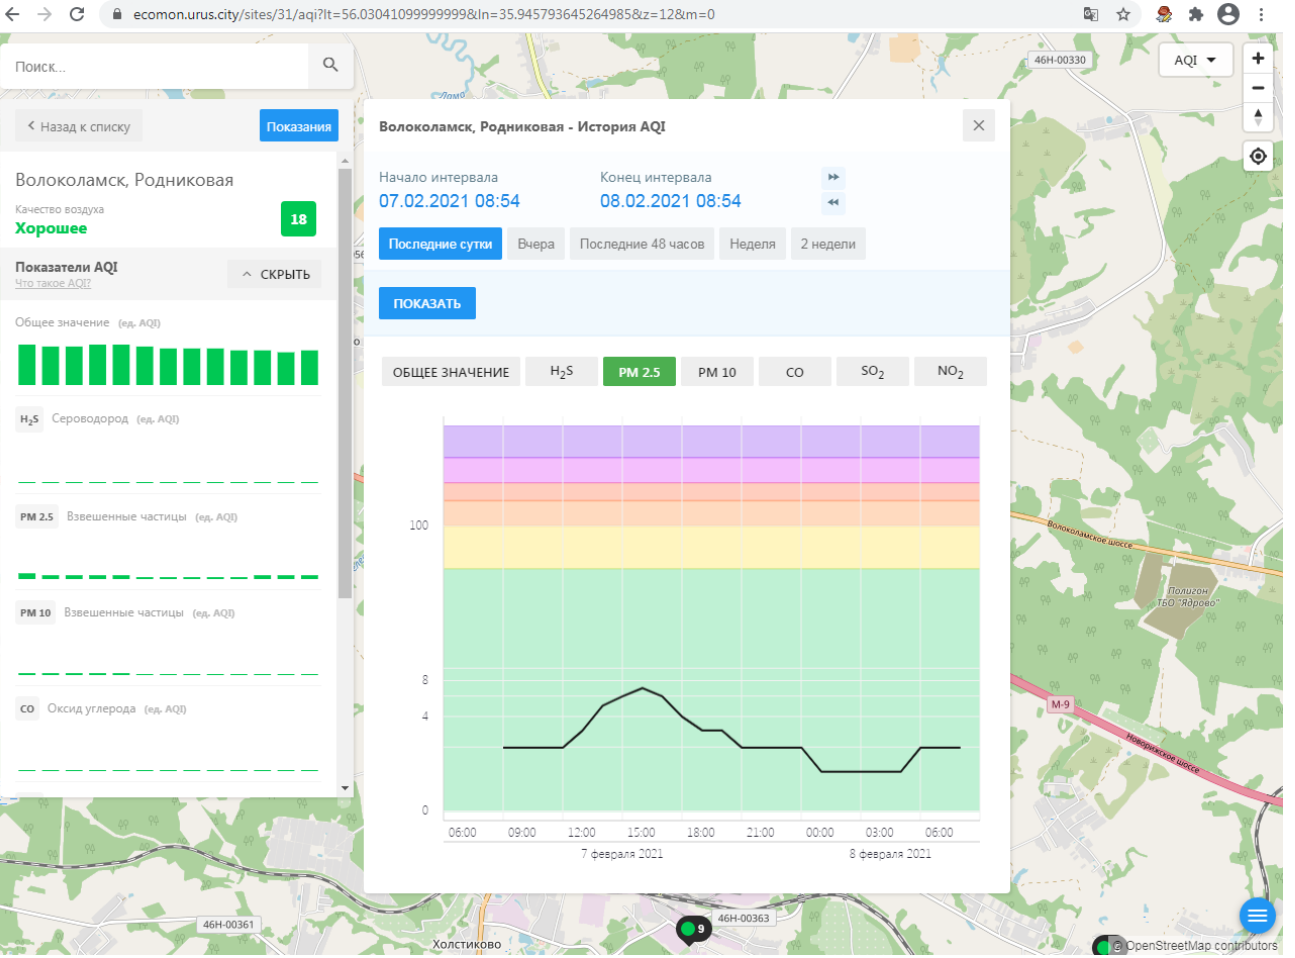 ecomon.urus.city/sites/31/aqi?lt=56.03041099999999&ln=35.945793645264985&z=12&m=0
Поиск...
46Н-00330
AQI
Назад к списку
Показания
Волоколамск, Родниковая
Качество воздуха
Хорошее
18
Показатели AQI
Что такое AQI?
СКРЫТЬ
Общее значение (ед. AQI)
H2S Сероводород (ед. AQI)
PM 2.5 Взвешенные частицы (ед. AQI)
PM 10 Взвешенные частицы (ед. AQI)
CO Оксид углерода (ед. AQI)
Волоколамск, Родниковая - История AQI
Начало интервала
07.02.2021 08:54
Конец интервала
08.02.2021 08:54
Последние сутки Вчера Последние 48 часов Неделя 2 недели
ПОКАЗАТЬ
ОБЩЕЕ ЗНАЧЕНИЕ H2S PM 2.5 PM 10 CO SO2 NO2
100
8
4
0
06:00 09:00 12:00 15:00 18:00 21:00 00:00 03:00 06:00
7 февраля 2021 8 февраля 2021
Волоколамское шоссе
Полигон
ТБО "Ядрово"
М-9
Новорижское шоссе
46Н-00361
46Н-00363
9
Холстиково
© OpenStreetMap contributors